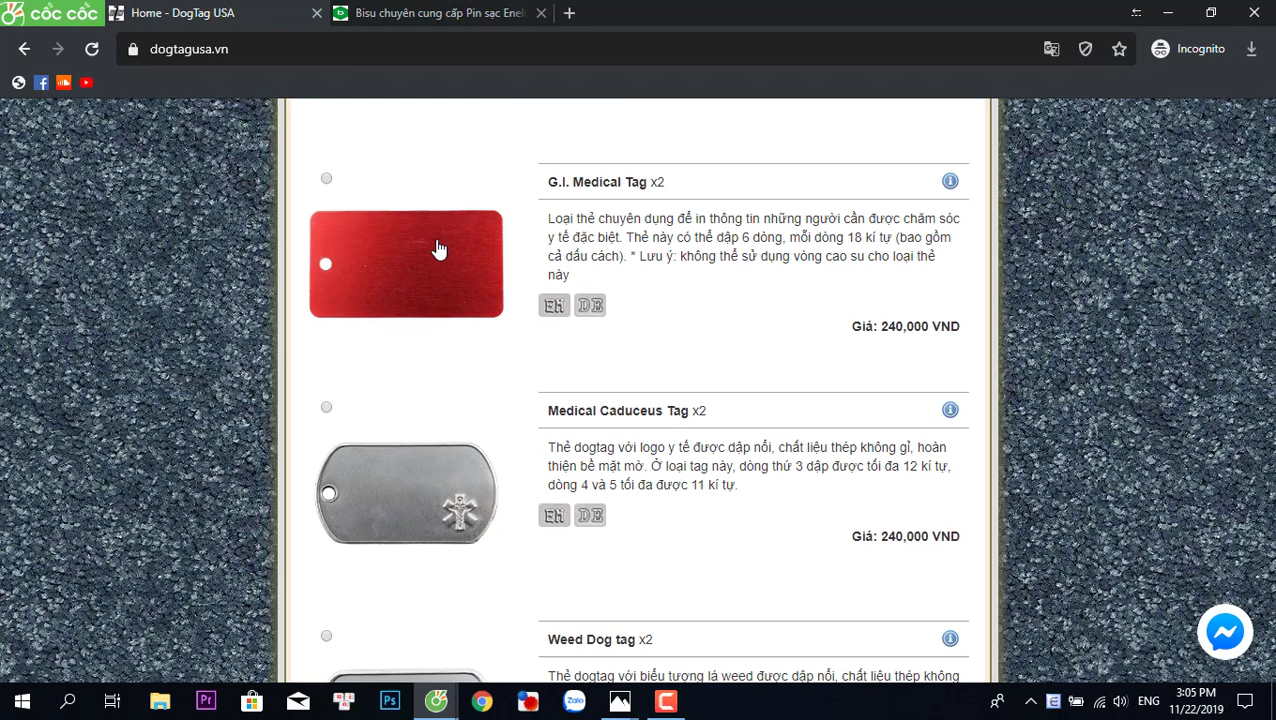 CỐC CỐC
Home - DogTag USA
Bisu chuyên cung cấp Pin sạc Enel
dogtagusa.vn
Incognito
G.I. Medical Tag x2
Loại thẻ chuyên dụng để in thông tin những người cần được chăm sóc
y tế đặc biệt. Thẻ này có thể dập 6 dòng, mỗi dòng 18 kí tự (bao gồm
cả dấu cách). * Lưu ý: không thể sử dụng vòng cao su cho loại thẻ
này
EM DE
Giá: 240,000 VND
Medical Caduceus Tag x2
Thẻ dogtag với logo y tế được dập nổi, chất liệu thép không gỉ, hoàn
thiện bề mặt mờ. Ở loại tag này, dòng thứ 3 dập được tối đa 12 kí tự,
dòng 4 và 5 tối đa được 11 kí tự.
EM DE
Giá: 240,000 VND
Weed Dog tag x2
Thẻ dogtag với biểu tượng lá weed được dập nổi, chất liệu thép không
Pr
Ps
Zalo
ENG
3:05 PM
11/22/2019